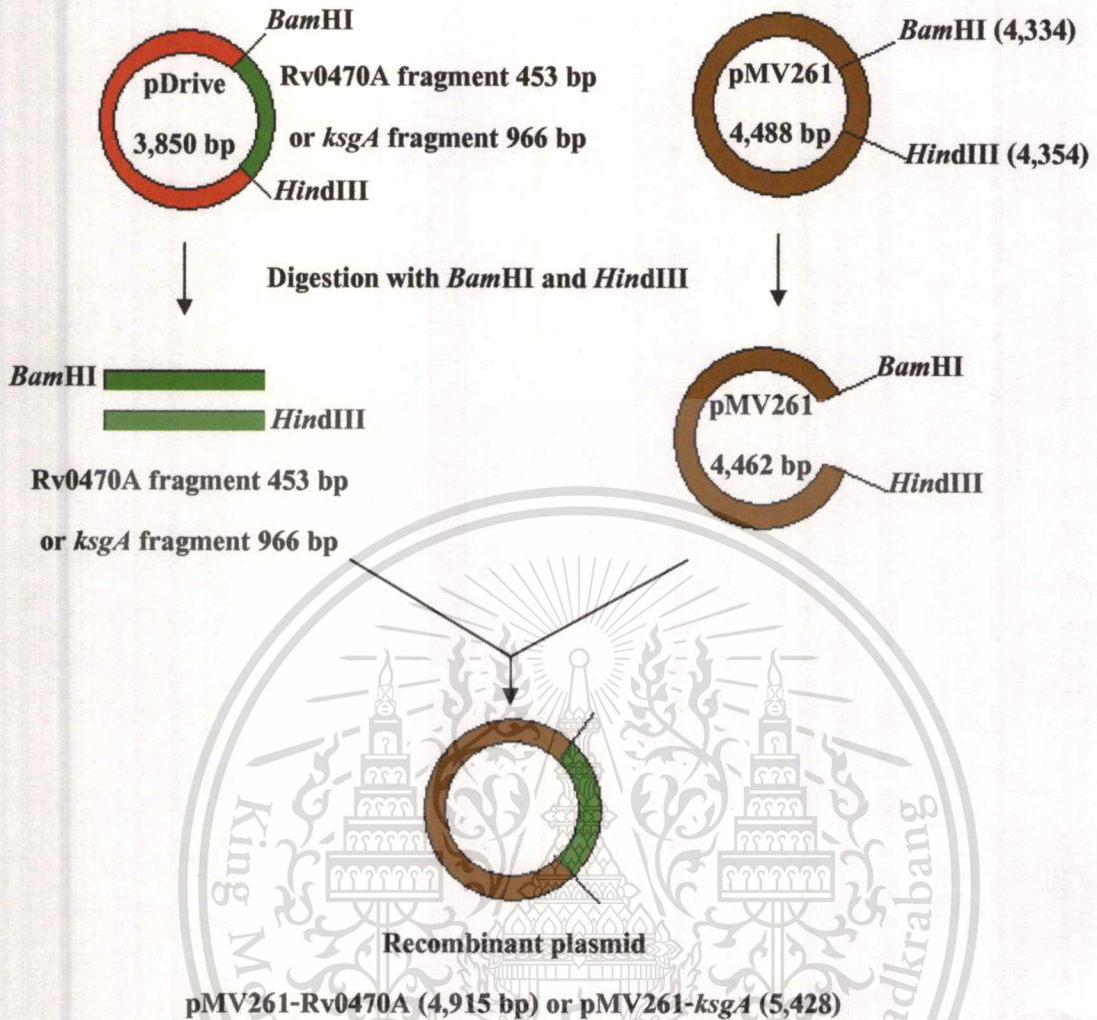 BamHI
pDrive
3,850 bp
Rv0470A fragment 453 bp
or ksgA fragment 966 bp
HindIII
pMV261
4,488 bp
BamHI (4,334)
HindIII (4,354)
Digestion with BamHI and HindIII
BamHI
HindIII
Rv0470A fragment 453 bp
or ksgA fragment 966 bp
pMV261
4,462 bp
BamHI
HindIII
Recombinant plasmid
pMV261-Rv0470A (4,915 bp) or pMV261-ksgA (5,428)
King Mo
adkrabang